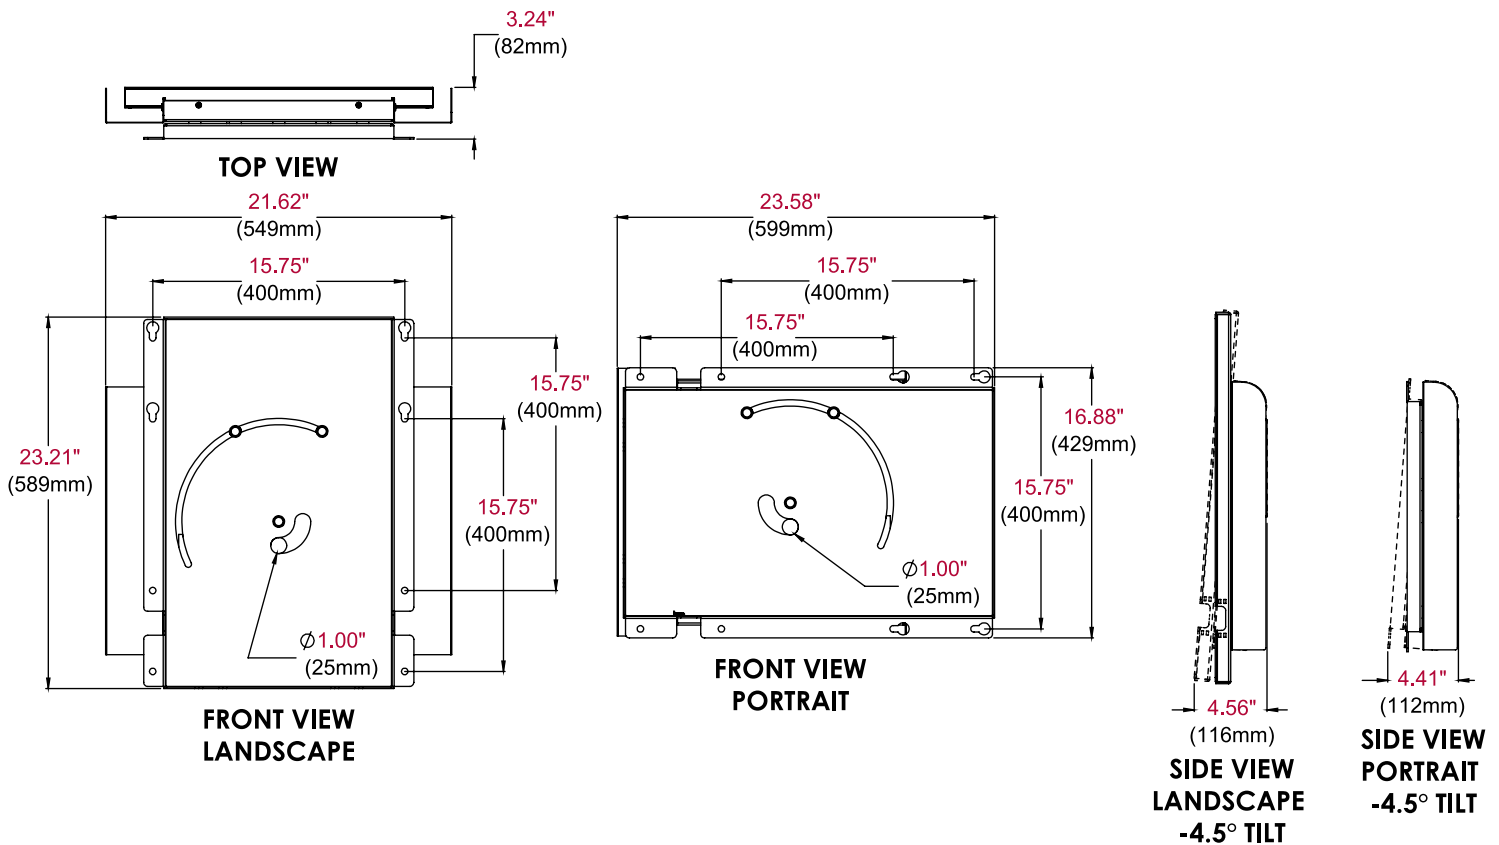 3.24"
(82mm)
TOP VIEW
21.62"
(549mm)
15.75"
(400mm)
15.75"
(400mm)
23.21"
(589mm)
15.75"
(400mm)
⌀1.00"
(25mm)
FRONT VIEW
LANDSCAPE
23.58"
(599mm)
15.75"
(400mm)
15.75"
(400mm)
16.88"
(429mm)
15.75"
(400mm)
⌀1.00"
(25mm)
FRONT VIEW
PORTRAIT
4.56"
(116mm)
SIDE VIEW
LANDSCAPE
-4.5° TILT
4.41"
(112mm)
SIDE VIEW
PORTRAIT
-4.5° TILT